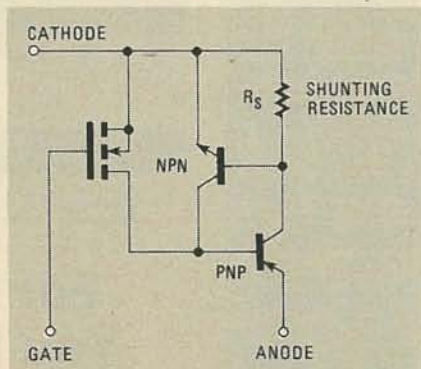 CATHODE
R_S
SHUNTING
RESISTANCE
NPN
PNP
GATE
ANODE